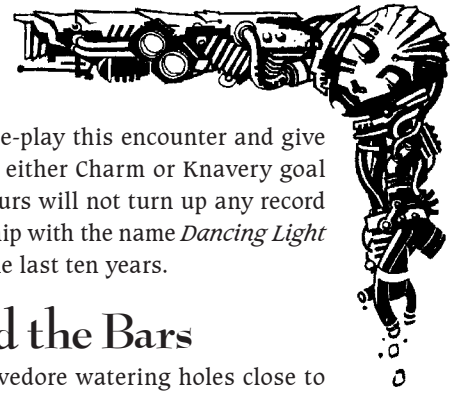 e-play this encounter and give
either Charm or Knavery goal
urs will not turn up any record
ip with the name Dancing Light
e last ten years.
d the Bars
vedore watering holes close to